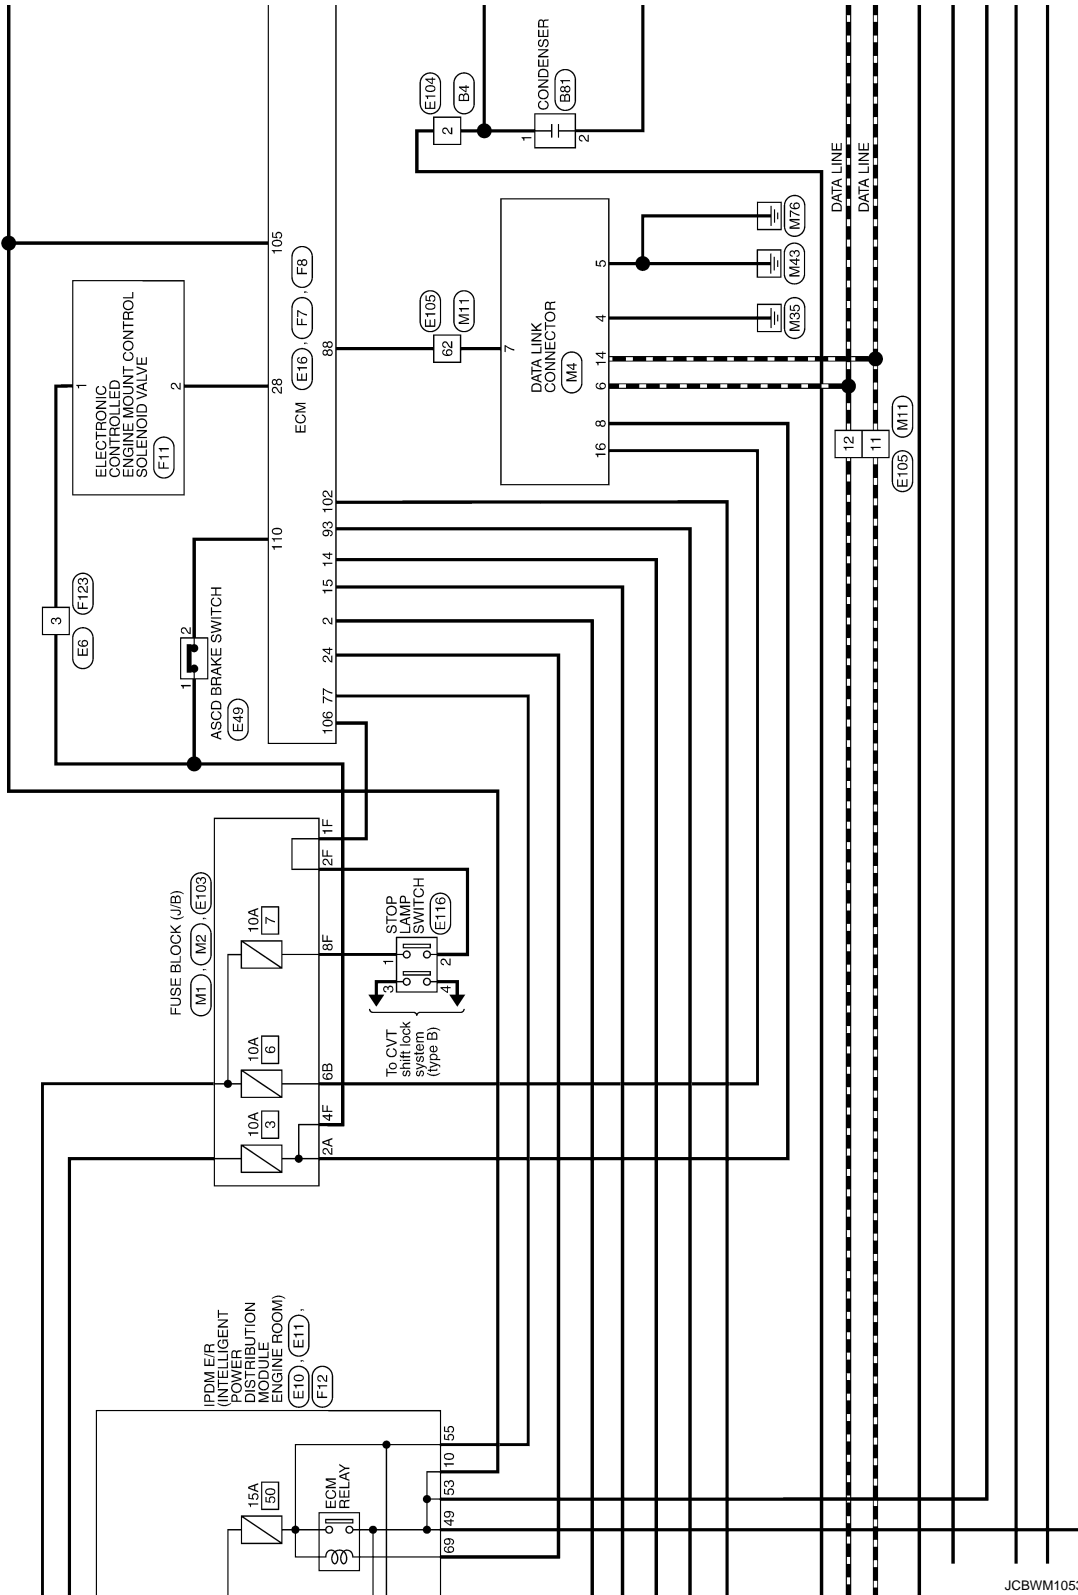 E104
B4
2
CONDENSER
B81
1
2
DATA LINE
DATA LINE
105
ELECTRONIC
CONTROLLED
ENGINE MOUNT CONTROL
SOLENOID VALVE
F11
1
2
28
ECM
E16 , F7 , F8
88
E105
M11
62
7
DATA LINK
CONNECTOR
M4
5
4
14
6
8
16
M76
M43
M35
12
11
M11
E105
110
102
93
14
15
2
24
77
106
3
F123
E6
2
1
ASCD BRAKE SWITCH
E49
FUSE BLOCK (J/B)
M1 , M2 , E103
1F
2F
8F
6B
4F
2A
10A
7
10A
6
10A
3
STOP
LAMP
SWITCH
E116
1
2
3
4
To CVT
shift lock
system
(type B)
IPDM E/R
(INTELLIGENT
POWER
DISTRIBUTION
MODULE
ENGINE ROOM)
E10 , E11 ,
F12
15A
50
ECM
RELAY
55
10
53
49
69
JCBWM1053